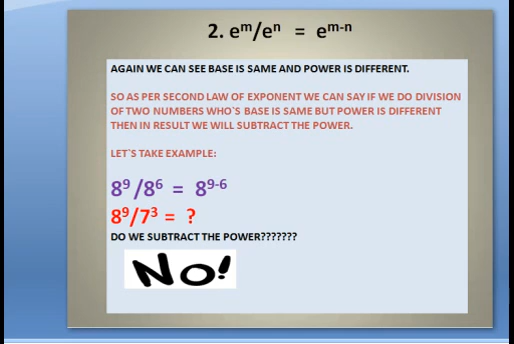 2. eᵐ/eⁿ = eᵐ⁻ⁿ
AGAIN WE CAN SEE BASE IS SAME AND POWER IS DIFFERENT.
SO AS PER SECOND LAW OF EXPONENT WE CAN SAY IF WE DO DIVISION
OF TWO NUMBERS WHO`S BASE IS SAME BUT POWER IS DIFFERENT
THEN IN RESULT WE WILL SUBTRACT THE POWER.
LET`S TAKE EXAMPLE:
8⁹/8⁶ = 8⁹⁻⁶
8⁹/7³ = ?
DO WE SUBTRACT THE POWER???????
No!